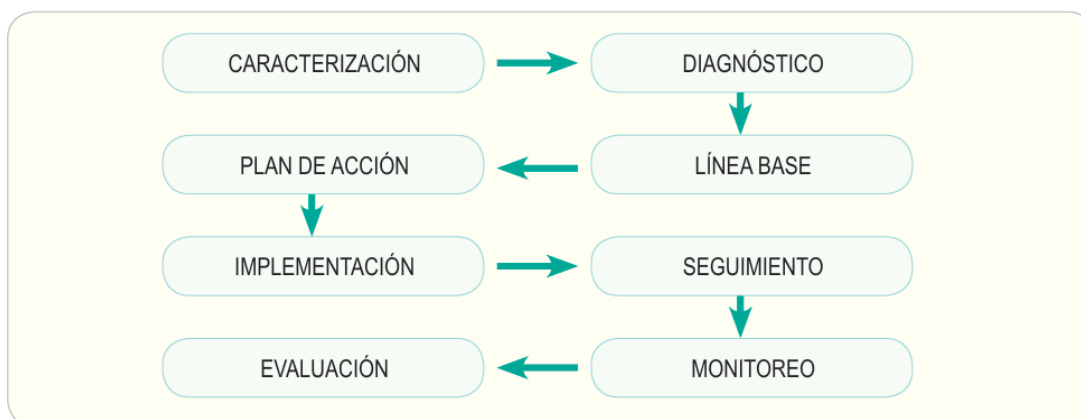 CARACTERIZACIÓN
DIAGNÓSTICO
PLAN DE ACCIÓN
LÍNEA BASE
IMPLEMENTACIÓN
SEGUIMIENTO
EVALUACIÓN
MONITOREO